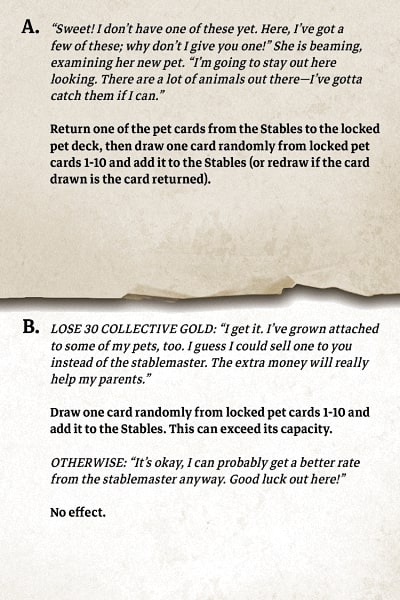 A. “Sweet! I don’t have one of these yet. Here, I’ve got a
few of these; why don’t I give you one!” She is beaming,
examining her new pet. “I’m going to stay out here
looking. There are a lot of animals out there—I’ve gotta
catch them if I can.”
Return one of the pet cards from the Stables to the locked
pet deck, then draw one card randomly from locked pet
cards 1-10 and add it to the Stables (or redraw if the card
drawn is the card returned).
B. LOSE 30 COLLECTIVE GOLD: “I get it. I’ve grown attached
to some of my pets, too. I guess I could sell one to you
instead of the stablemaster. The extra money will really
help my parents.”
Draw one card randomly from locked pet cards 1-10 and
add it to the Stables. This can exceed its capacity.
OTHERWISE: “It’s okay, I can probably get a better rate
from the stablemaster anyway. Good luck out here!”
No effect.